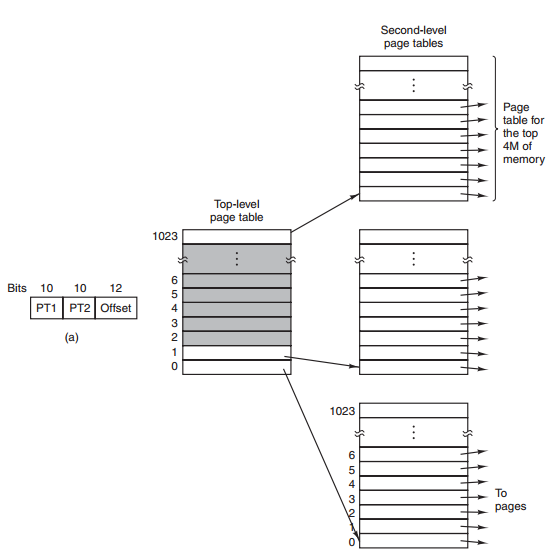 Second-level
page tables
Page
table for
the top
4M of
memory
Top-level
page table
1023
6
5
4
3
2
1
0
Bits 10 10 12
PT1 PT2 Offset
(a)
1023
6
5
4
3
2
1
0
To
pages